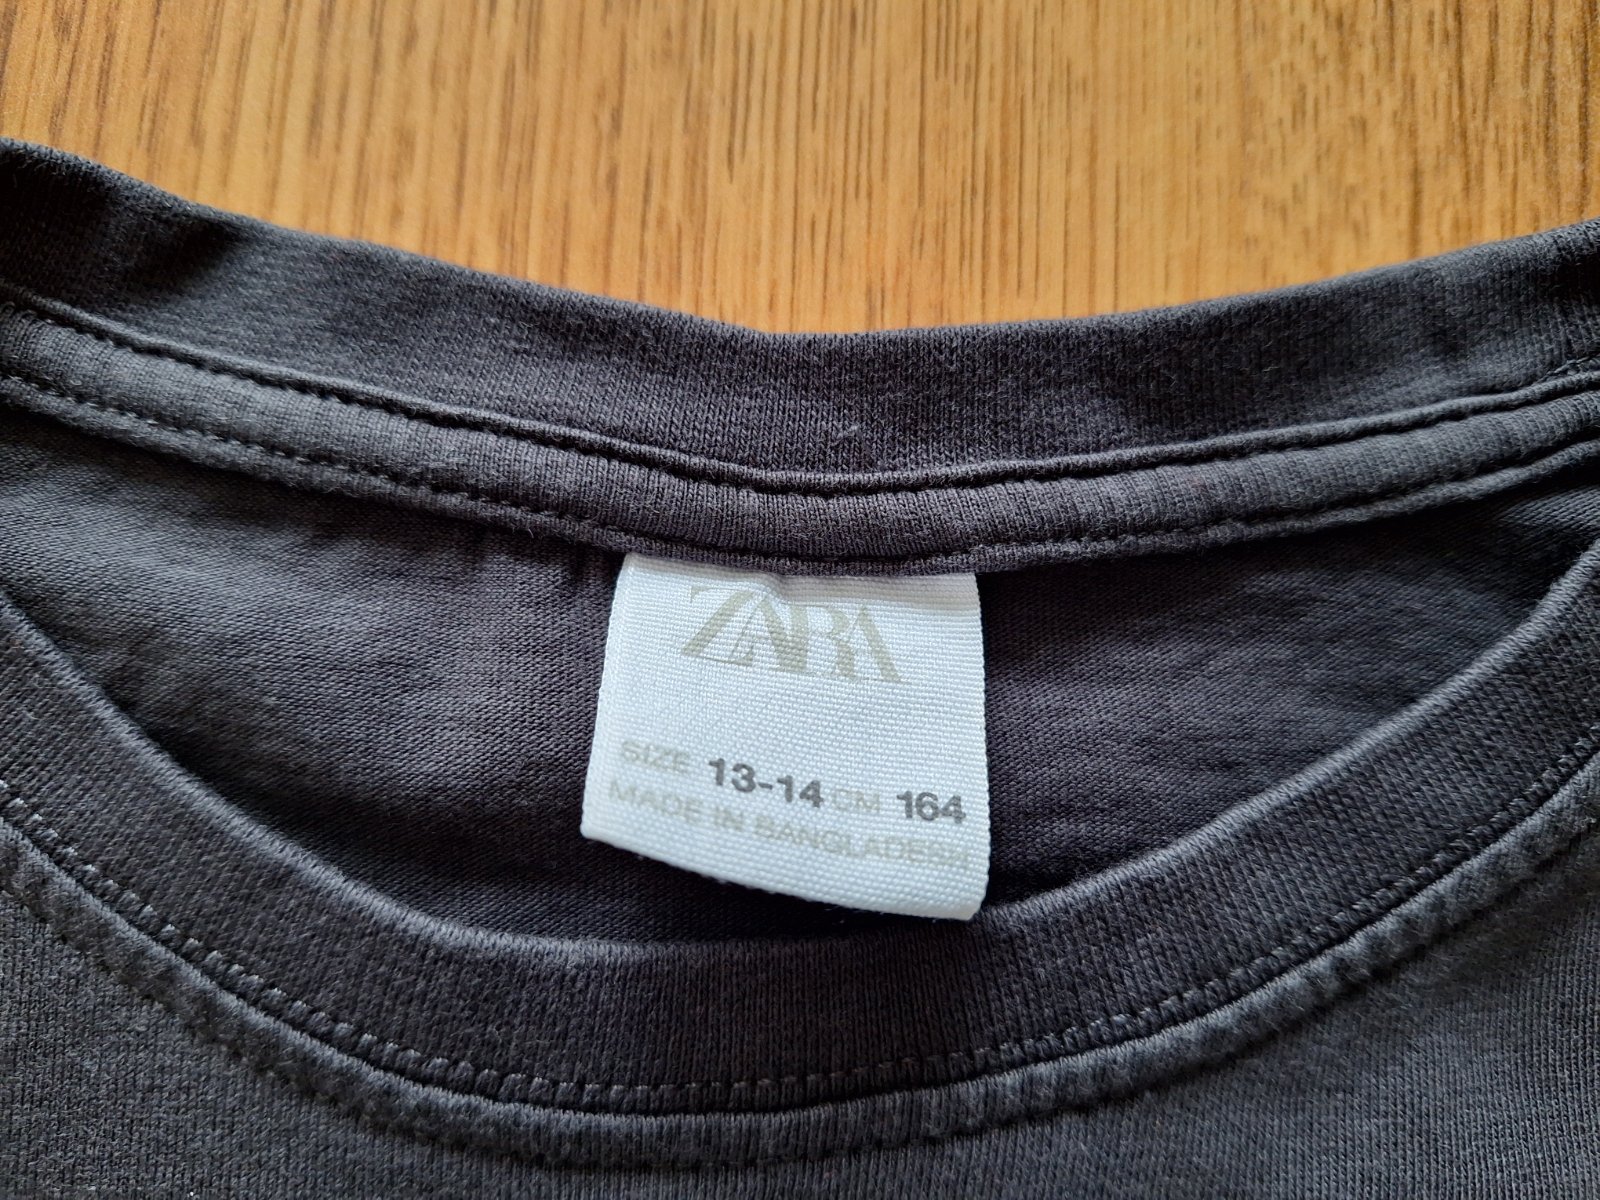 ZARA
SIZE 13-14 CM 164
MADE IN BANGLADESH